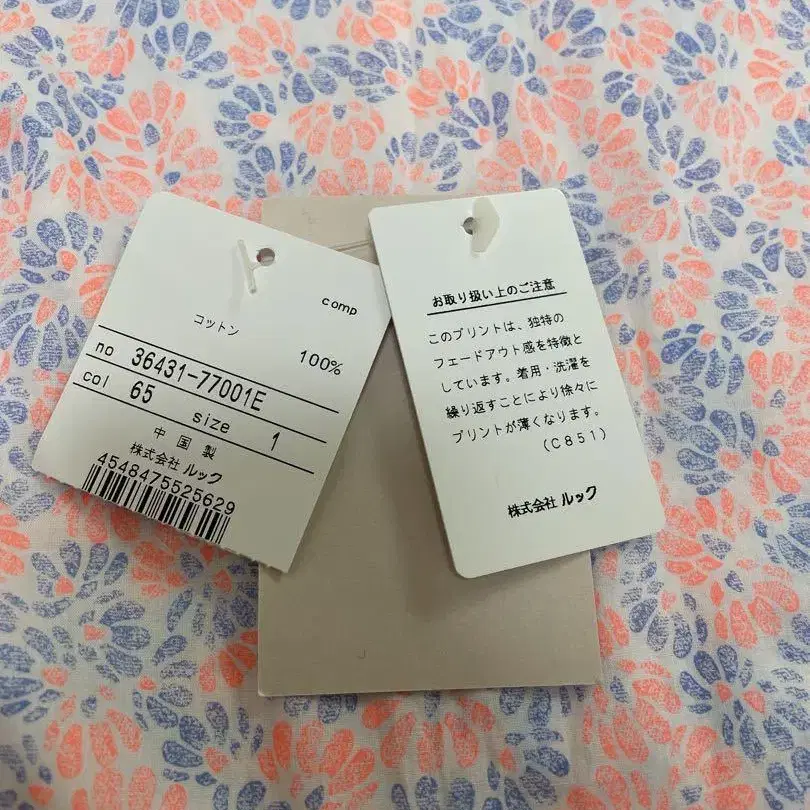 comp
コットン
100%
no 36431-77001E
col 65 size 1
中国製
株式会社 ルック
4548475525629
お取り扱い上のご注意
このプリントは、独特の
フェードアウト感を特徴と
しています。着用・洗濯を
繰り返すことにより徐々に
プリントが薄くなります。
(C851)
株式会社 ルック